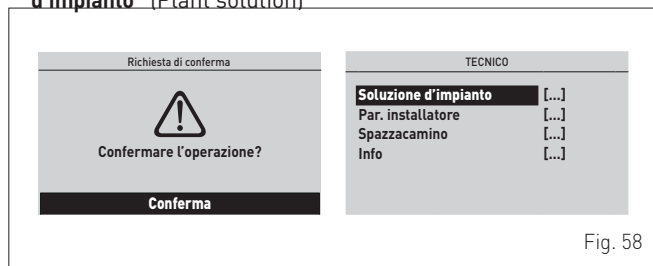 d'impianto" (Plant solution)
Richiesta di conferma
Confermare l'operazione?
Conferma
TECNICO
Soluzione d'impianto [...]
Par. installatore [...]
Spazzacamino [...]
Info [...]
Fig. 58